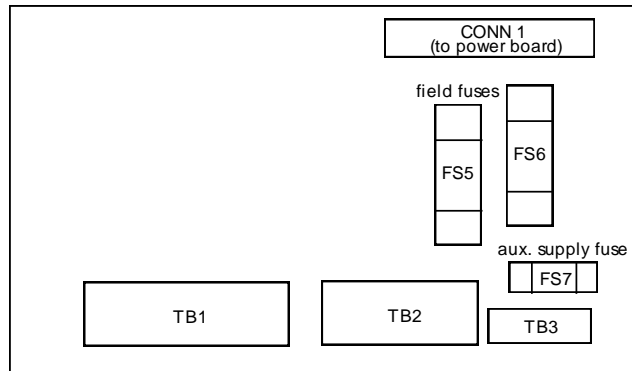 CONN 1
(to power board)
field fuses
FS5
FS6
aux. supply fuse
FS7
TB1
TB2
TB3